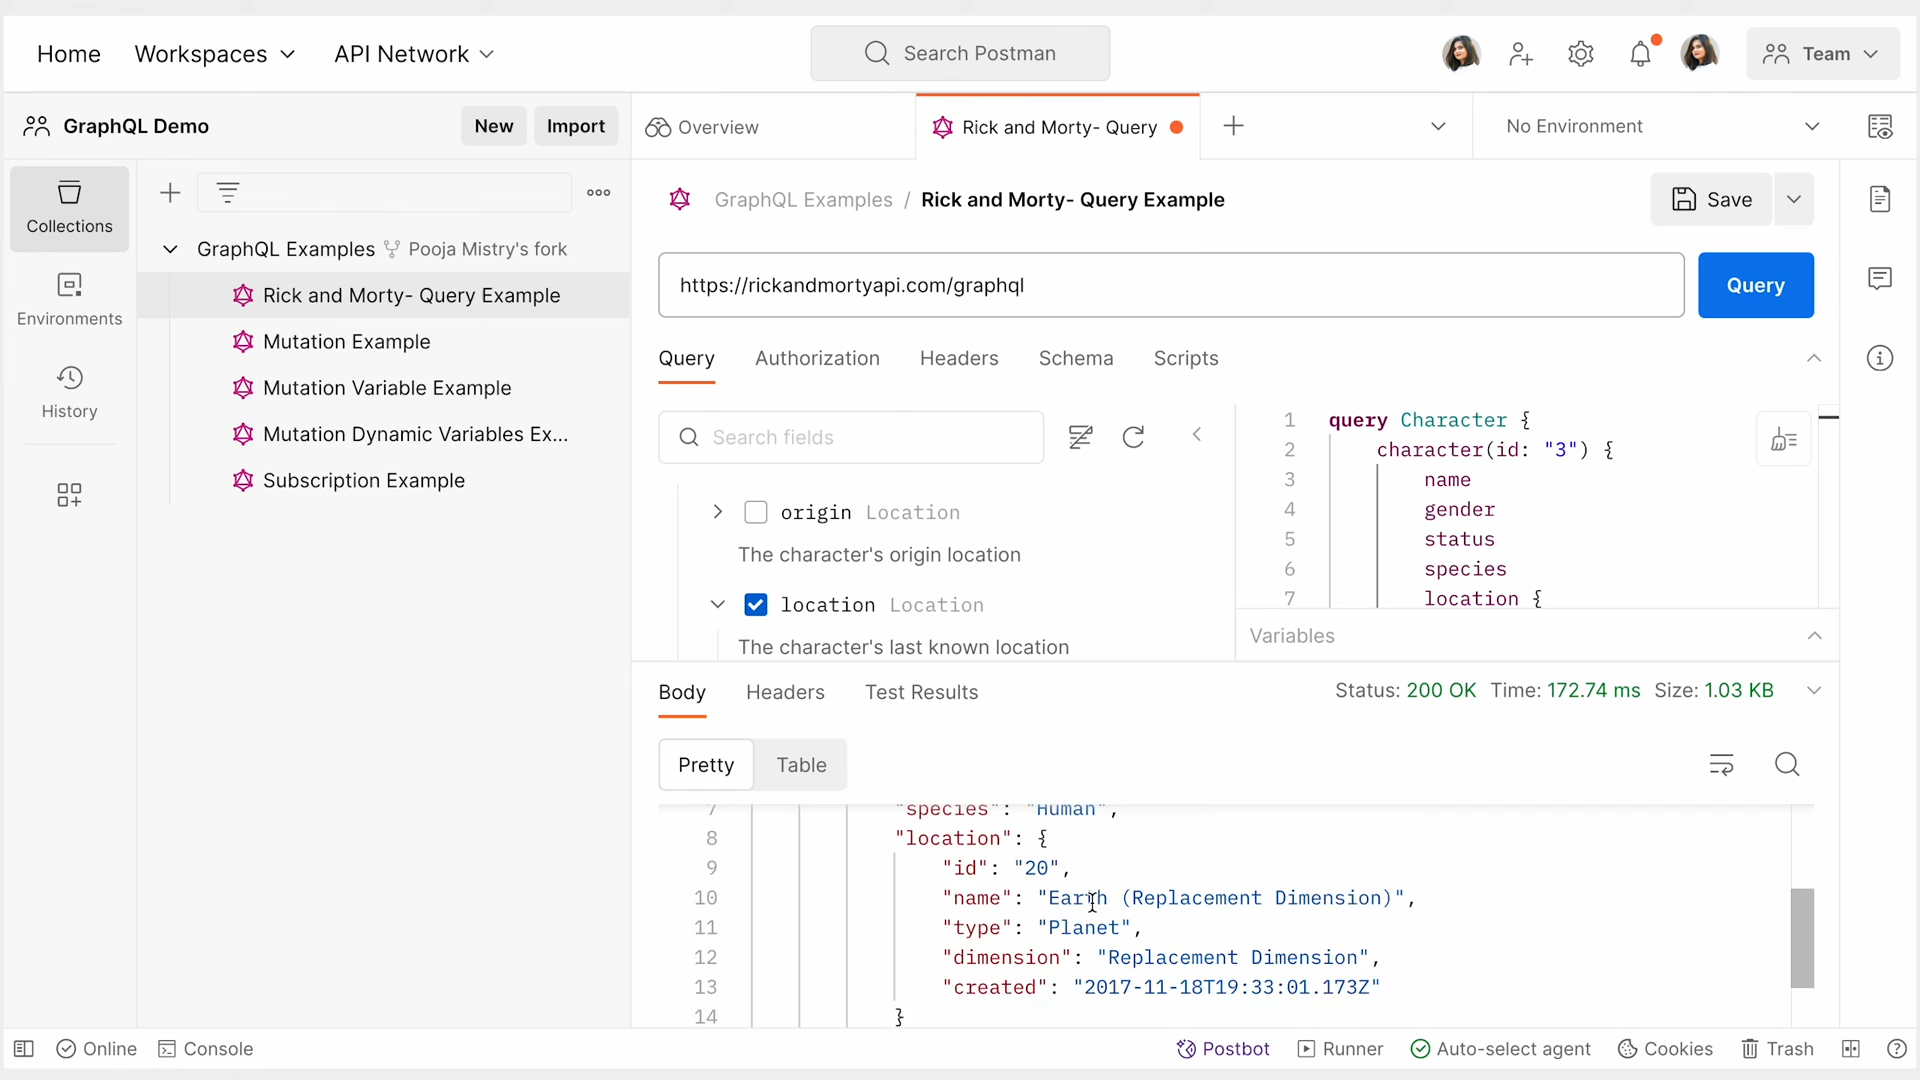 Home Workspaces API Network Search Postman Team
GraphQL Demo New Import Overview Rick and Morty- Query No Environment
Collections
Environments
History
GraphQL Examples Pooja Mistry's fork
Rick and Morty- Query Example
Mutation Example
Mutation Variable Example
Mutation Dynamic Variables Ex...
Subscription Example
GraphQL Examples / Rick and Morty- Query Example Save
https://rickandmortyapi.com/graphql Query
Query Authorization Headers Schema Scripts
Search fields
origin Location
The character's origin location
location Location
The character's last known location
1 query Character {
2 character(id: "3") {
3 name
4 gender
5 status
6 species
7 location {
Variables
Body Headers Test Results Status: 200 OK Time: 172.74 ms Size: 1.03 KB
Pretty Table
7 "species": "Human",
8 "location": {
9 "id": "20",
10 "name": "Earth (Replacement Dimension)",
11 "type": "Planet",
12 "dimension": "Replacement Dimension",
13 "created": "2017-11-18T19:33:01.173Z"
14 }
Online Console Postbot Runner Auto-select agent Cookies Trash